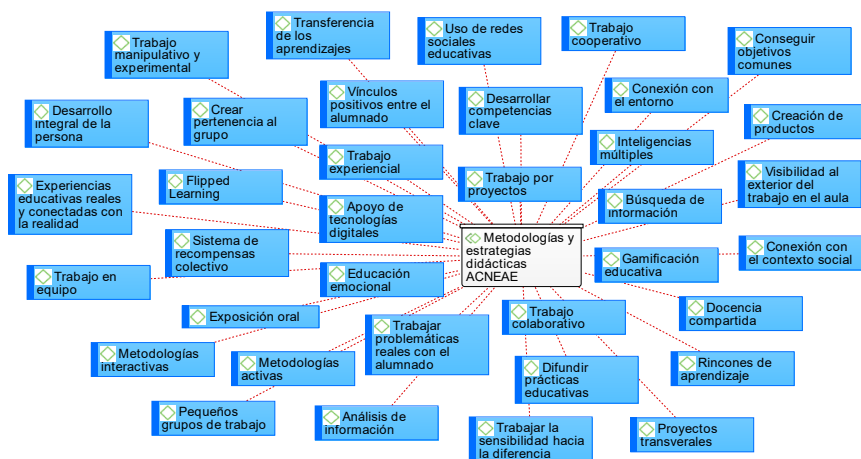 Trabajo
manipulativo y
experimental
Transferencia
de los
aprendizajes
Uso de redes
sociales
educativas
Trabajo
cooperativo
Conseguir
objetivos
comunes
Desarrollo
integral de la
persona
Crear
pertenencia al
grupo
Vínculos
positivos entre el
alumnado
Desarrollar
competencias
clave
Conexión con
el entorno
Creación de
productos
Trabajo
experiencial
Inteligencias
múltiples
Experiencias
educativas reales
y conectadas con
la realidad
Flipped
Learning
Trabajo por
proyectos
Visibilidad al
exterior del
trabajo en el aula
Apoyo de
tecnologías
digitales
Búsqueda de
información
Sistema de
recompensas
colectivo
Metodologías y
estrategias
didácticas
ACNEAE
Gamificación
educativa
Conexión con
el contexto social
Trabajo en
equipo
Educación
emocional
Exposición oral
Trabajo
colaborativo
Docencia
compartida
Metodologías
interactivas
Metodologías
activas
Trabajar
problemáticas
reales con el
alumnado
Difundir
prácticas
educativas
Rincones de
aprendizaje
Pequeños
grupos de trabajo
Análisis de
información
Trabajar la
sensibilidad hacia
la diferencia
Proyectos
transverales